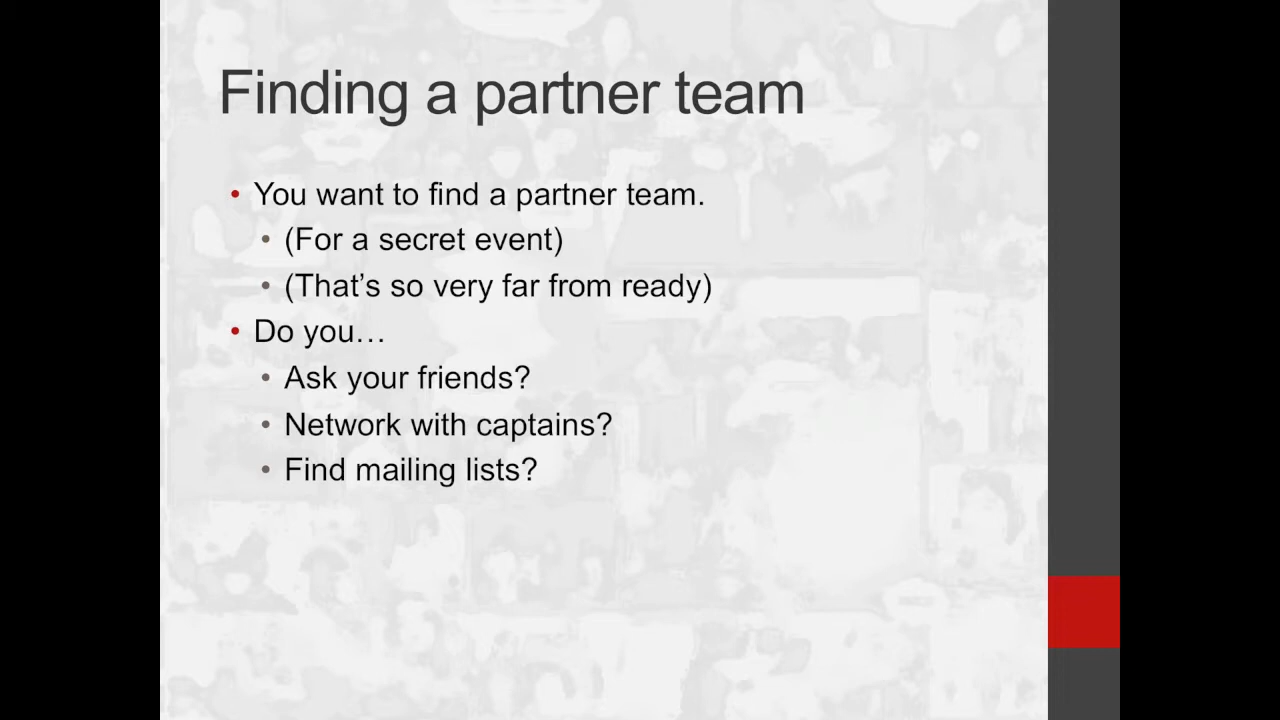 Finding a partner team
• You want to find a partner team.
• (For a secret event)
• (That’s so very far from ready)
• Do you…
• Ask your friends?
• Network with captains?
• Find mailing lists?